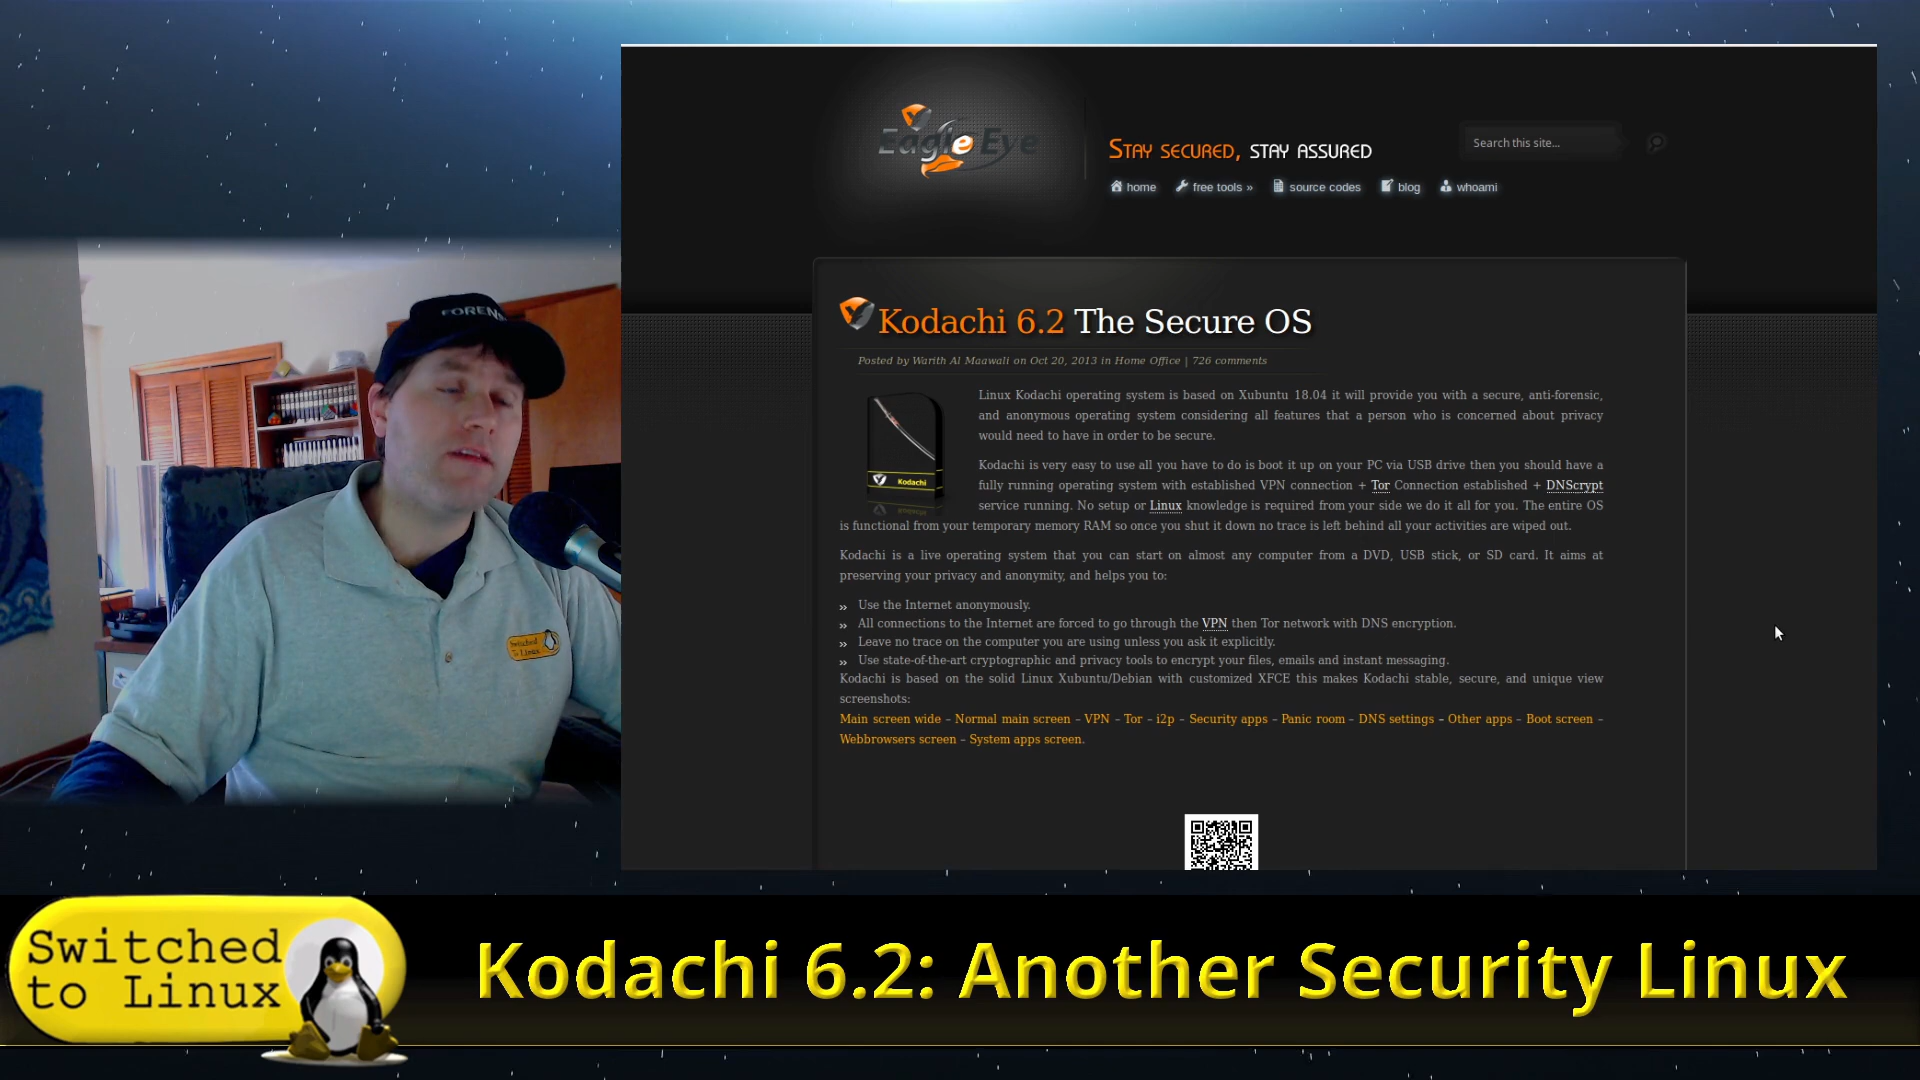 Eagle Eye
STAY SECURED, STAY ASSURED
Search this site...
home free tools » source codes blog whoami
Kodachi 6.2 The Secure OS
Posted by Warith Al Maawali on Oct 20, 2013 in Home Office | 726 comments
Linux Kodachi operating system is based on Xubuntu 18.04 it will provide you with a secure, anti-forensic,
and anonymous operating system considering all features that a person who is concerned about privacy
would need to have in order to be secure.
Kodachi is very easy to use all you have to do is boot it up on your PC via USB drive then you should have a
fully running operating system with established VPN connection + Tor Connection established + DNScrypt
service running. No setup or Linux knowledge is required from your side we do it all for you. The entire OS
is functional from your temporary memory RAM so once you shut it down no trace is left behind all your activities are wiped out.
Kodachi
Kodachi is a live operating system that you can start on almost any computer from a DVD, USB stick, or SD card. It aims at
preserving your privacy and anonymity, and helps you to:
» Use the Internet anonymously.
» All connections to the Internet are forced to go through the VPN then Tor network with DNS encryption.
» Leave no trace on the computer you are using unless you ask it explicitly.
» Use state-of-the-art cryptographic and privacy tools to encrypt your files, emails and instant messaging.
Kodachi is based on the solid Linux Xubuntu/Debian with customized XFCE this makes Kodachi stable, secure, and unique view
screenshots:
Main screen wide – Normal main screen – VPN – Tor – i2p – Security apps – Panic room – DNS settings – Other apps – Boot screen –
Webbrowsers screen – System apps screen.
FORENS
Switched
To Linux
Switched
to Linux
Kodachi 6.2: Another Security Linux